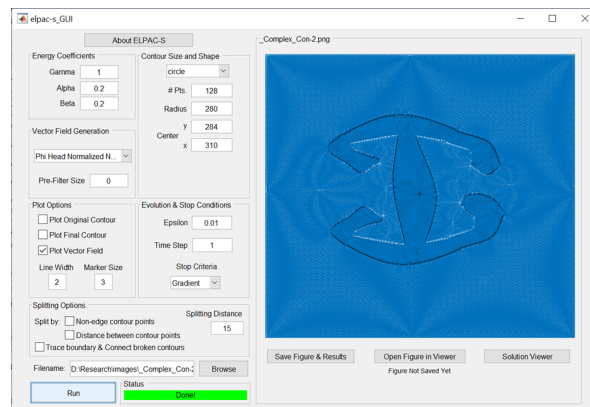 elpac-s_GUI
About ELPAC-S
Energy Coefficients
Gamma 1
Alpha 0.2
Beta 0.2
Vector Field Generation
Phi Head Normalized N...
Pre-Filter Size 0
Contour Size and Shape
circle
# Pts. 128
Radius 280
Center
y 284
x 310
Plot Options
Plot Original Contour
Plot Final Contour
Plot Vector Field
Line Width Marker Size
2 3
Evolution & Stop Conditions
Epsilon 0.01
Time Step 1
Stop Criteria
Gradient
Splitting Options
Split by: Non-edge contour points
Distance between contour points
Trace boundary & Connect broken contours
Splitting Distance
15
Filename: D:\Research\images\_Complex_Con-2 Browse
Run
Status
Done!
_Complex_Con-2.png
Save Figure & Results Open Figure in Viewer Solution Viewer
Figure Not Saved Yet